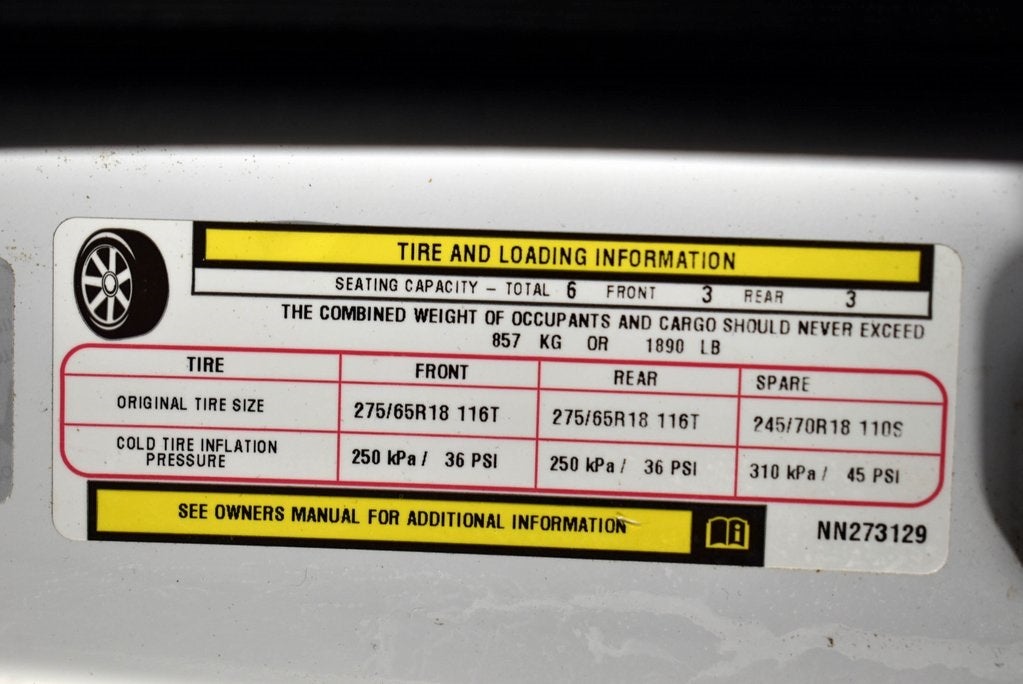 TIRE AND LOADING INFORMATION
SEATING CAPACITY – TOTAL 6 FRONT 3 REAR 3
THE COMBINED WEIGHT OF OCCUPANTS AND CARGO SHOULD NEVER EXCEED
857 KG OR 1890 LB
TIRE FRONT REAR SPARE
ORIGINAL TIRE SIZE 275/65R18 116T 275/65R18 116T 245/70R18 110S
COLD TIRE INFLATION
PRESSURE 250 kPa / 36 PSI 250 kPa / 36 PSI 310 kPa / 45 PSI
SEE OWNERS MANUAL FOR ADDITIONAL INFORMATION
NN273129